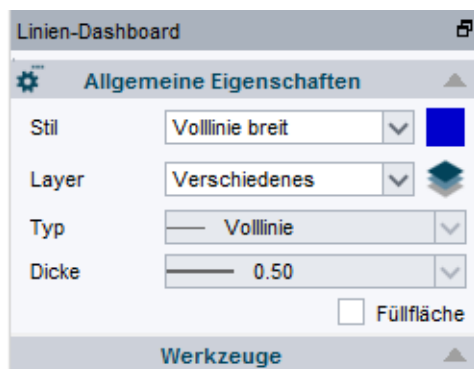 Linien-Dashboard
Allgemeine Eigenschaften
Stil Volllinie breit
Layer Verschiedenes
Typ Volllinie
Dicke 0.50
Füllfläche
Werkzeuge